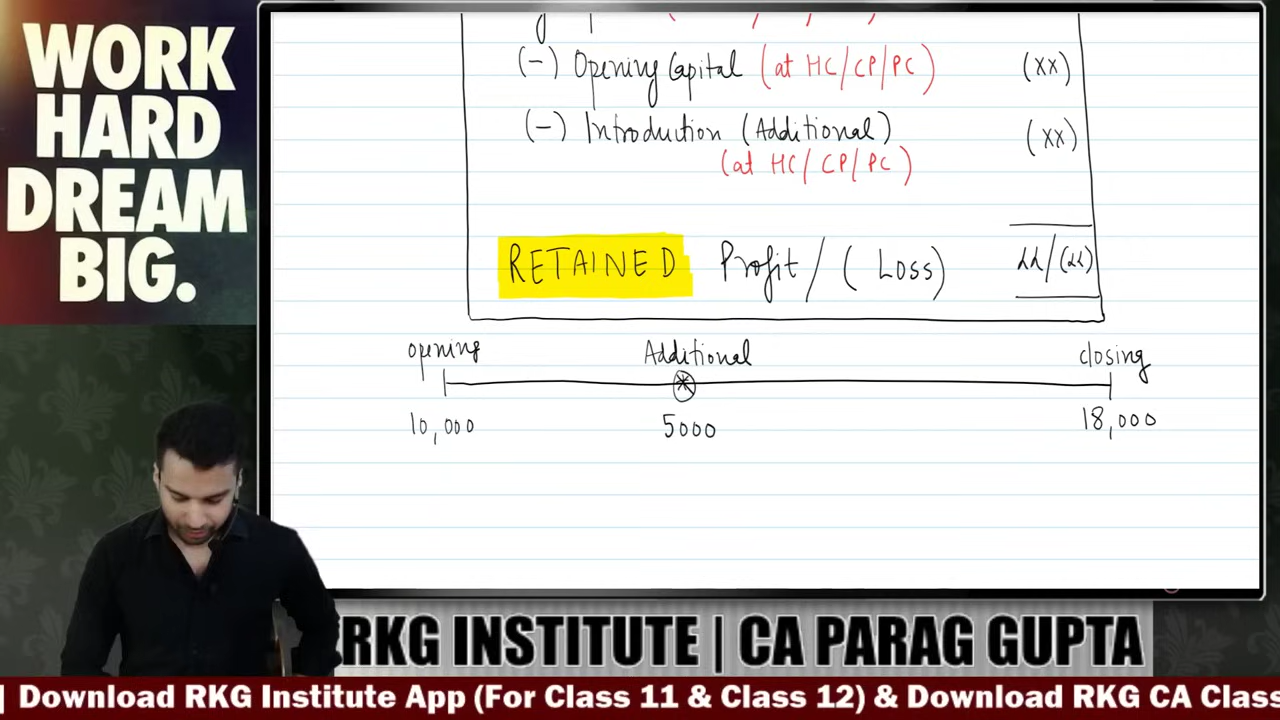 WORK
HARD
DREAM
BIG.
(-) Opening Capital (at HC/CP/PC) (xx)
(-) Introduction (Additional) (xx)
(at HC/CP/PC)
RETAINED Profit/( Loss)
opening Additional closing
10,000 5000 18,000
RKG INSTITUTE | CA PARAG GUPTA
Download RKG Institute App (For Class 11 & Class 12) & Download RKG CA Class